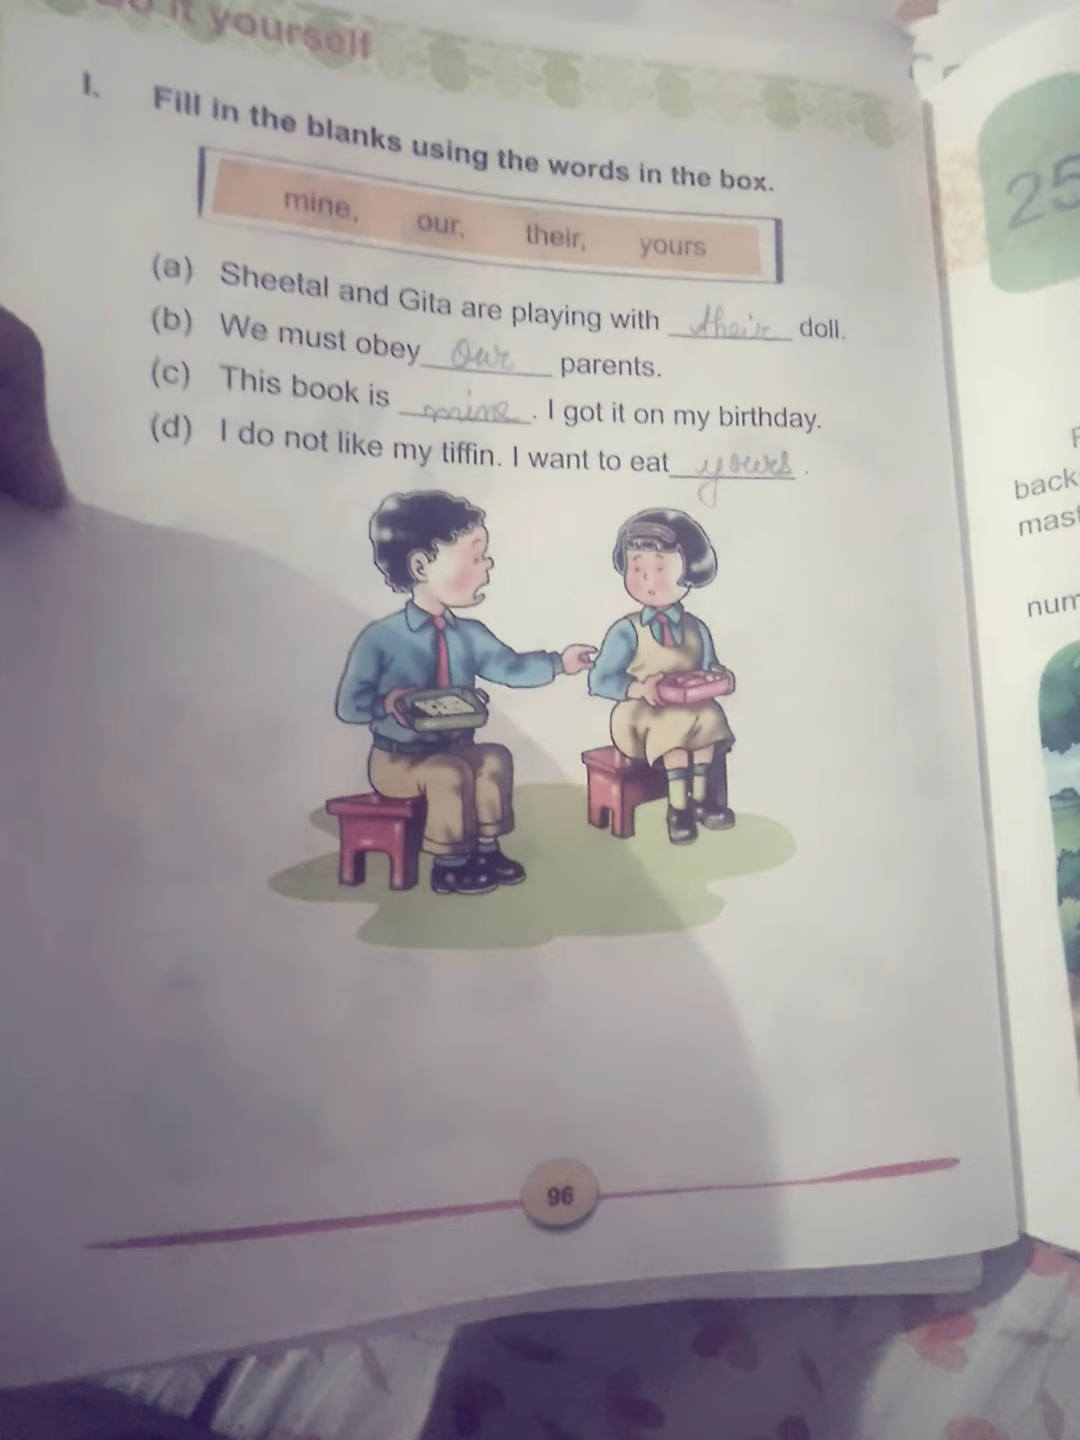 it yourself
I. Fill in the blanks using the words in the box.
mine, our, their, yours
(a) Sheetal and Gita are playing with their doll.
(b) We must obey our parents.
(c) This book is mine. I got it on my birthday.
(d) I do not like my tiffin. I want to eat yours.
96
25
back
mast
num